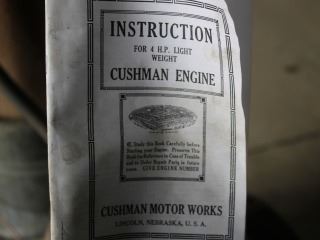 INSTRUCTION
FOR 4 H.P. LIGHT
WEIGHT
CUSHMAN ENGINE
Study this Book Carefully before
Starting your Engine. Preserve This
Book for Reference in Case of Trouble
and to Order Repair Parts in future
GIVE ENGINE NUMBER
CUSHMAN MOTOR WORKS
LINCOLN, NEBRASKA, U. S. A.